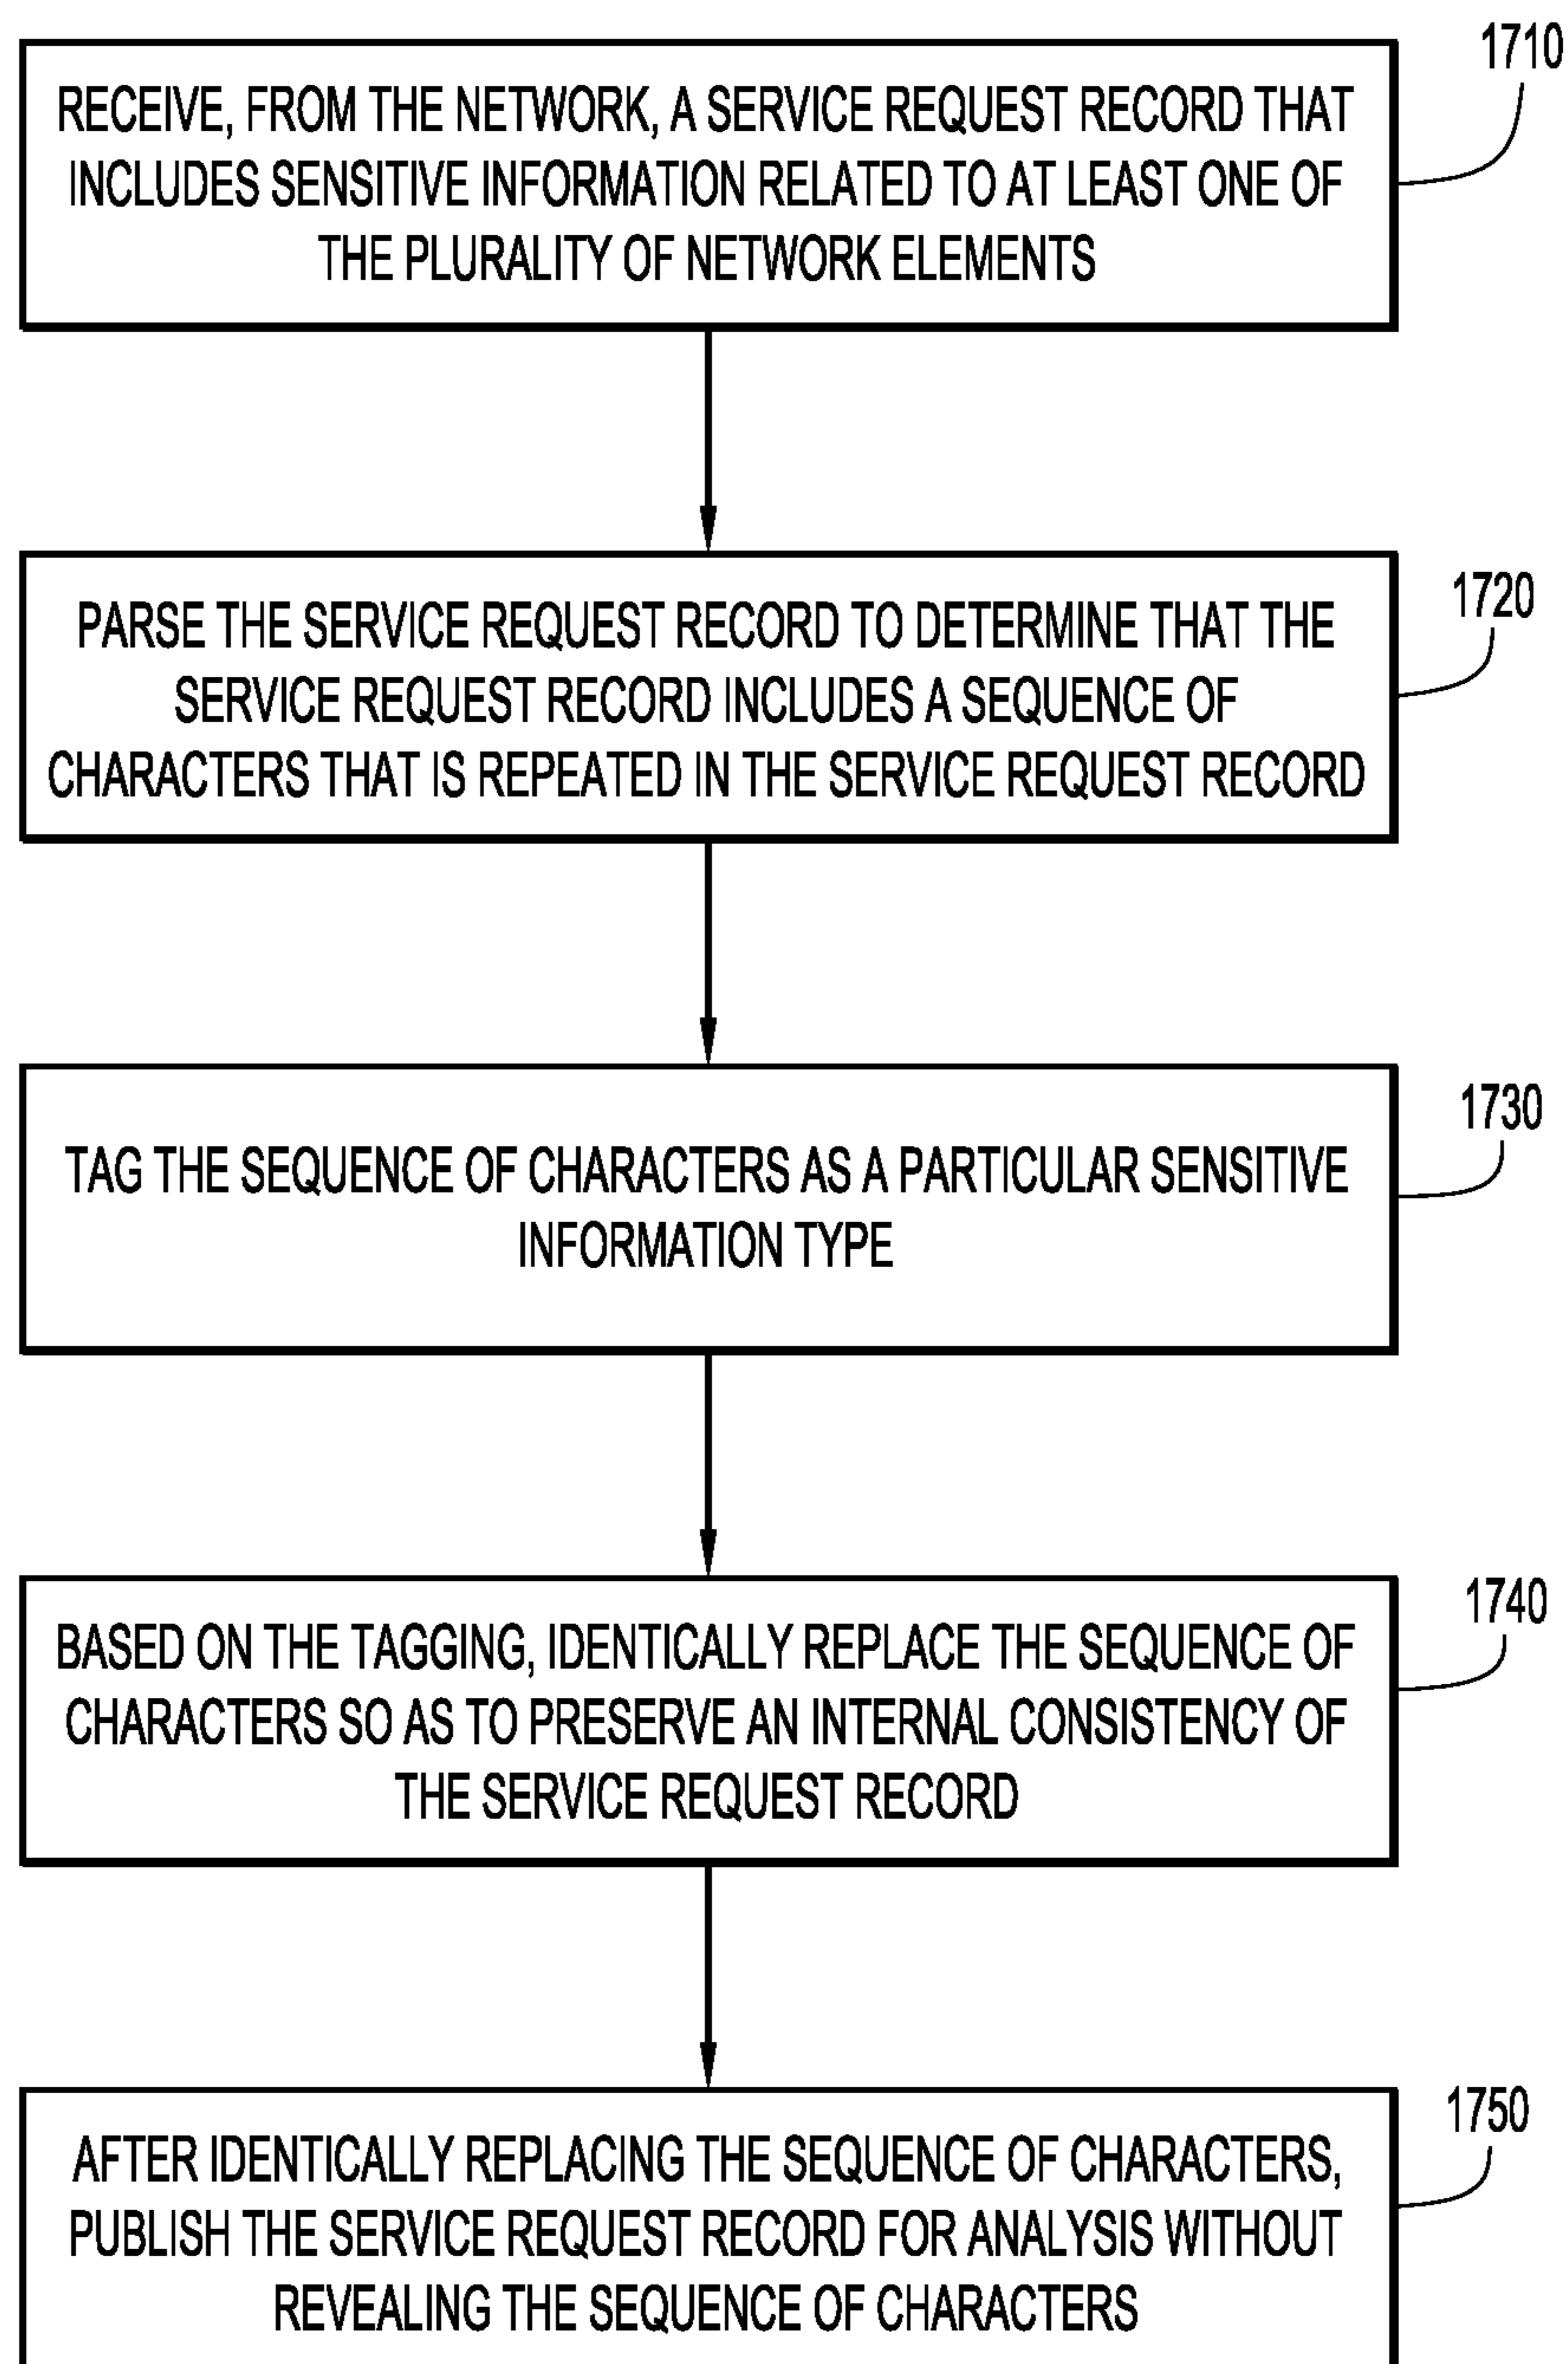 1710
RECEIVE, FROM THE NETWORK, A SERVICE REQUEST RECORD THAT
INCLUDES SENSITIVE INFORMATION RELATED TO AT LEAST ONE OF
THE PLURALITY OF NETWORK ELEMENTS
1720
PARSE THE SERVICE REQUEST RECORD TO DETERMINE THAT THE
SERVICE REQUEST RECORD INCLUDES A SEQUENCE OF
CHARACTERS THAT IS REPEATED IN THE SERVICE REQUEST RECORD
1730
TAG THE SEQUENCE OF CHARACTERS AS A PARTICULAR SENSITIVE
INFORMATION TYPE
1740
BASED ON THE TAGGING, IDENTICALLY REPLACE THE SEQUENCE OF
CHARACTERS SO AS TO PRESERVE AN INTERNAL CONSISTENCY OF
THE SERVICE REQUEST RECORD
1750
AFTER IDENTICALLY REPLACING THE SEQUENCE OF CHARACTERS,
PUBLISH THE SERVICE REQUEST RECORD FOR ANALYSIS WITHOUT
REVEALING THE SEQUENCE OF CHARACTERS